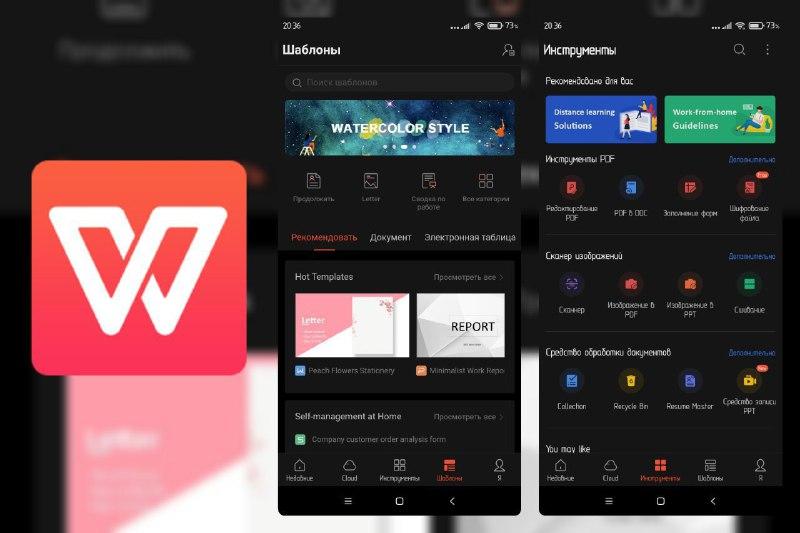 Продолжить
20:36
73%
Шаблоны
Поиск шаблонов
WATERCOLOR STYLE
Продолжать
Letter
Сводка по работе
Все категории
Рекомендовать
Документ
Электронная таблица
Hot Templates
Просмотреть все
Letter
REPORT
Peach Flowers Stationery
Minimalist Work Repo
Self-management at Home
Просмотреть все
Company customer order analysis form
Недавние
Cloud
Инструменты
Шаблоны
Я
20:36
73%
Инструменты
Рекомендовано для вас
Distance learning
Solutions
Work-from-home
Guidelines
Инструменты PDF
Дополнительно
Редактирование PDF
PDF в DOC
Заполнение форм
Шифрование файла
Сканер изображений
Дополнительно
Сканнер
Изображение в PDF
Изображение в PPT
Сшивание
Средство обработки документов
Дополнительно
Collection
Recycle Bin
Resume Master
Средство записи PPT
You may like
Недавние
Cloud
Инструменты
Шаблоны
Я